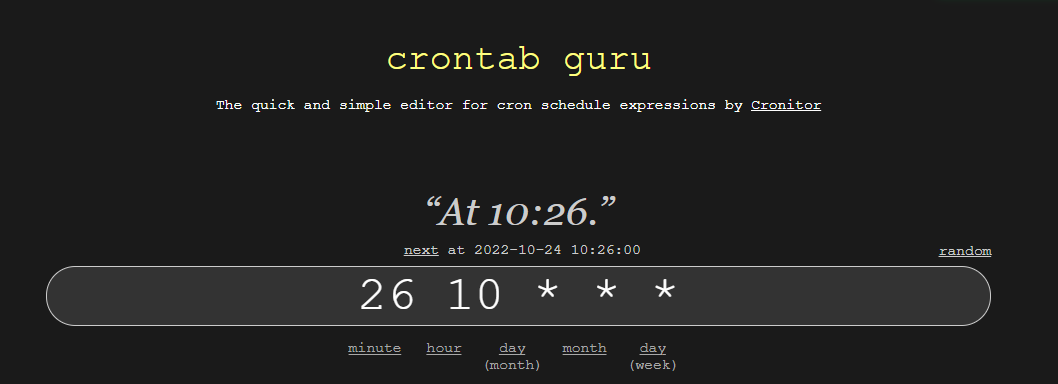 crontab guru
The quick and simple editor for cron schedule expressions by Cronitor
“At 10:26.”
next at 2022-10-24 10:26:00
random
26 10 * * *
minute hour day month day
(month) (week)